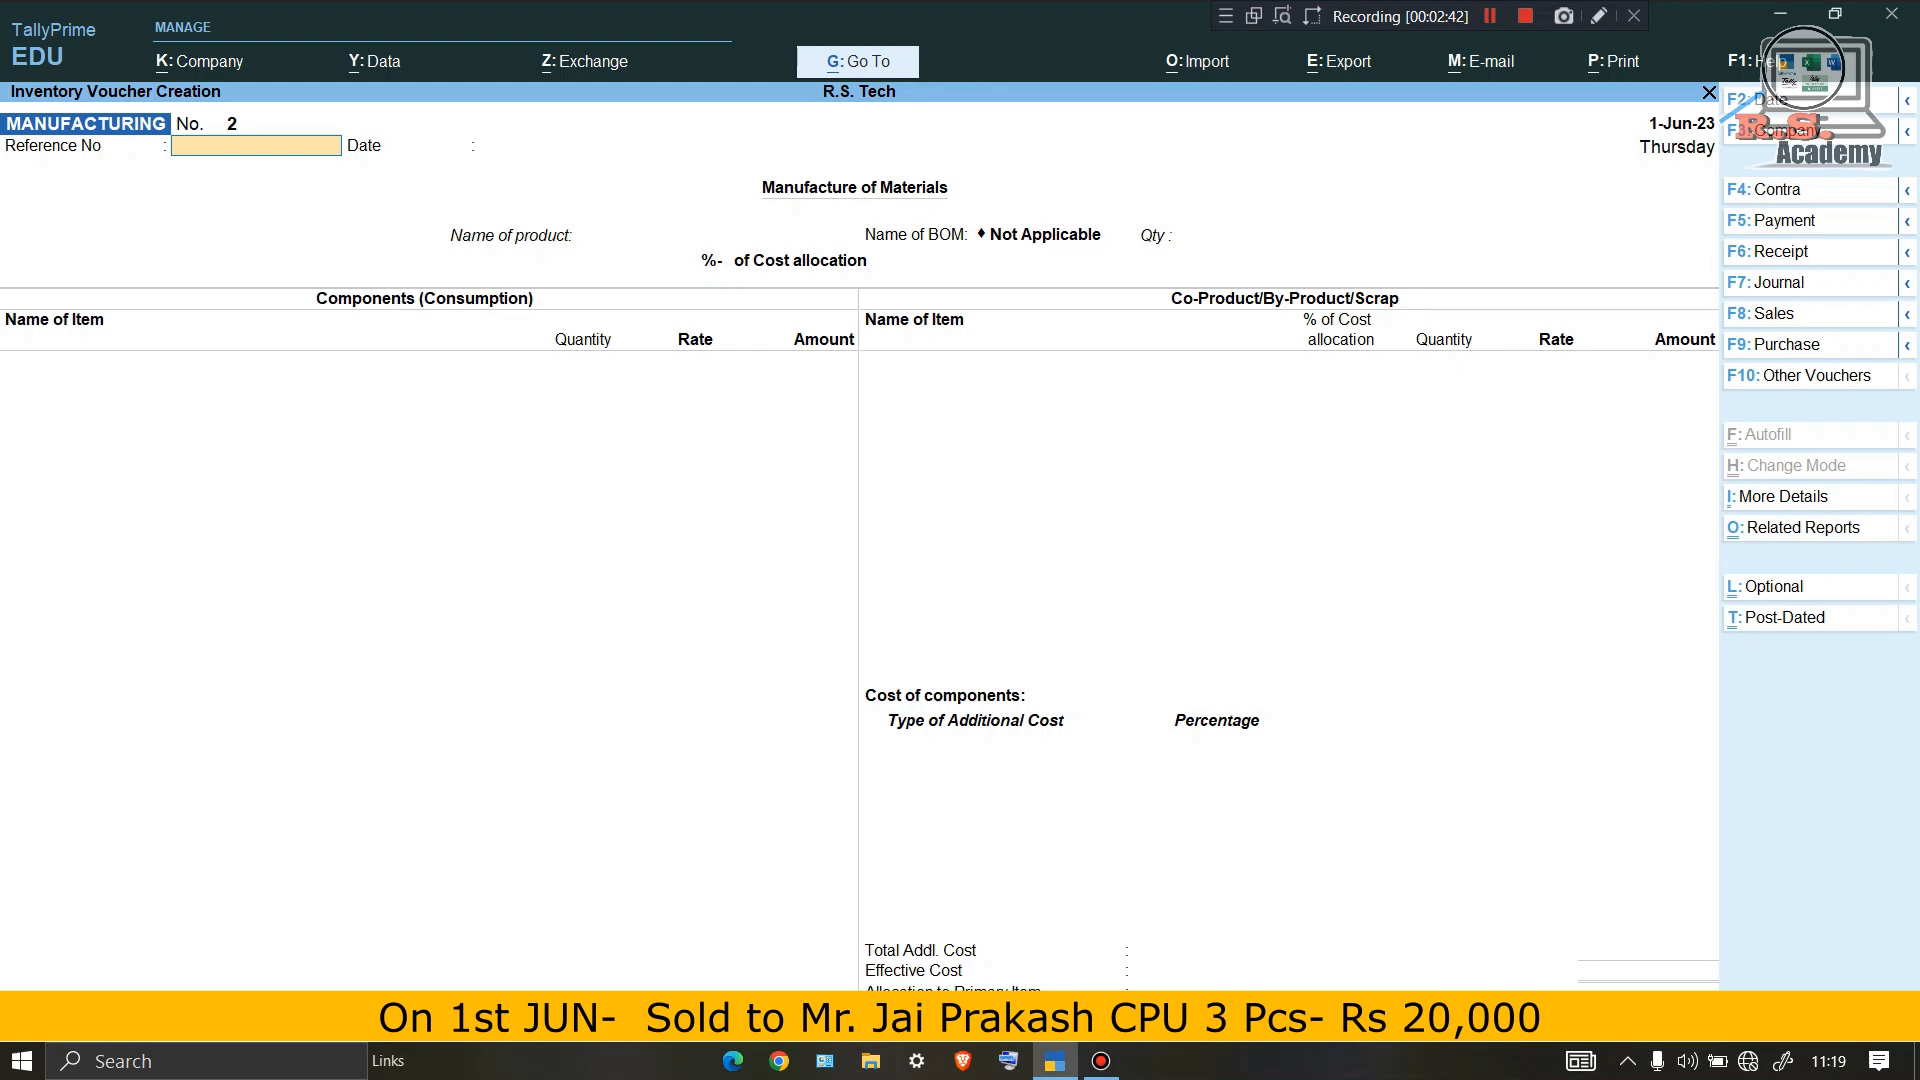 TallyPrime
EDU
MANAGE
K: Company
Y: Data
Z: Exchange
G: Go To
O: Import
E: Export
M: E-mail
P: Print
F1: Help
Recording [00:02:42]
Inventory Voucher Creation
R.S. Tech
MANUFACTURING No. 2
1-Jun-23
Reference No :
Date :
Thursday
Manufacture of Materials
Name of product:
Name of BOM: ♦ Not Applicable
Qty :
%- of Cost allocation
Components (Consumption)
Co-Product/By-Product/Scrap
Name of Item
Quantity Rate Amount
Name of Item
% of Cost
allocation Quantity Rate Amount
Cost of components:
Type of Additional Cost Percentage
Total Addl. Cost :
Effective Cost :
Allocation to Primary Item
F2: Date
F3: Company
R.S.
Academy
F4: Contra
F5: Payment
F6: Receipt
F7: Journal
F8: Sales
F9: Purchase
F10: Other Vouchers
F: Autofill
H: Change Mode
I: More Details
O: Related Reports
L: Optional
T: Post-Dated
On 1st JUN- Sold to Mr. Jai Prakash CPU 3 Pcs- Rs 20,000
Search
Links
11:19